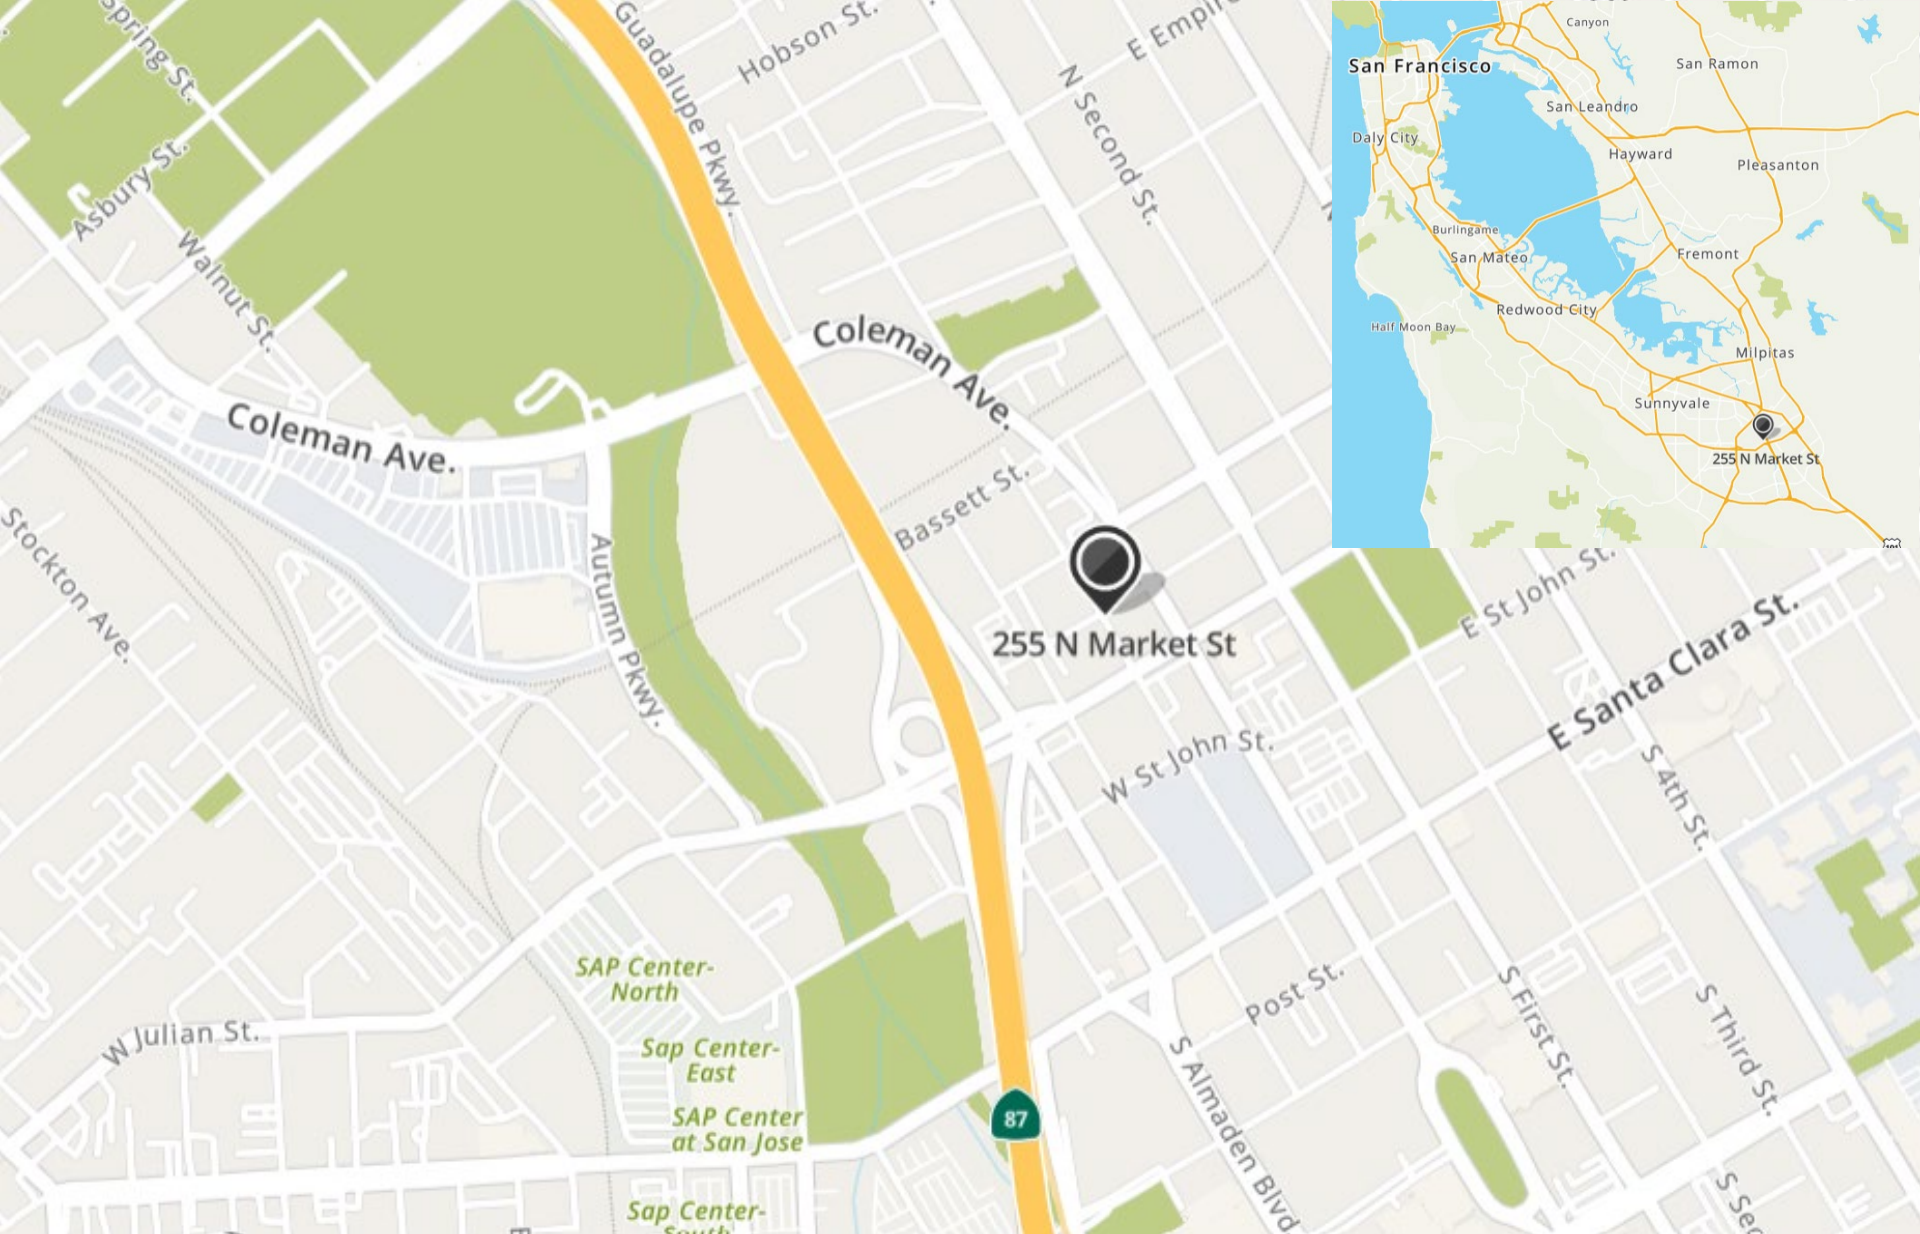 Spring St.
Guadalupe Pkwy.
Hobson St.
E Empire
N Second St.
Asbury St.
Walnut St.
Coleman Ave.
Coleman Ave.
Bassett St.
Stockton Ave.
Autumn Pkwy.
255 N Market St
E St John St.
E Santa Clara St.
W St John St.
S 4th St.
SAP Center-
North
Post St.
S First St.
S Third St.
W Julian St.
Sap Center-
East
S Almaden Blvd
SAP Center
at San Jose
87
Sap Center-
South
S Sec
Canyon
San Francisco
San Ramon
San Leandro
Daly City
Hayward
Pleasanton
Burlingame
San Mateo
Fremont
Redwood City
Half Moon Bay
Milpitas
Sunnyvale
255 N Market St
101